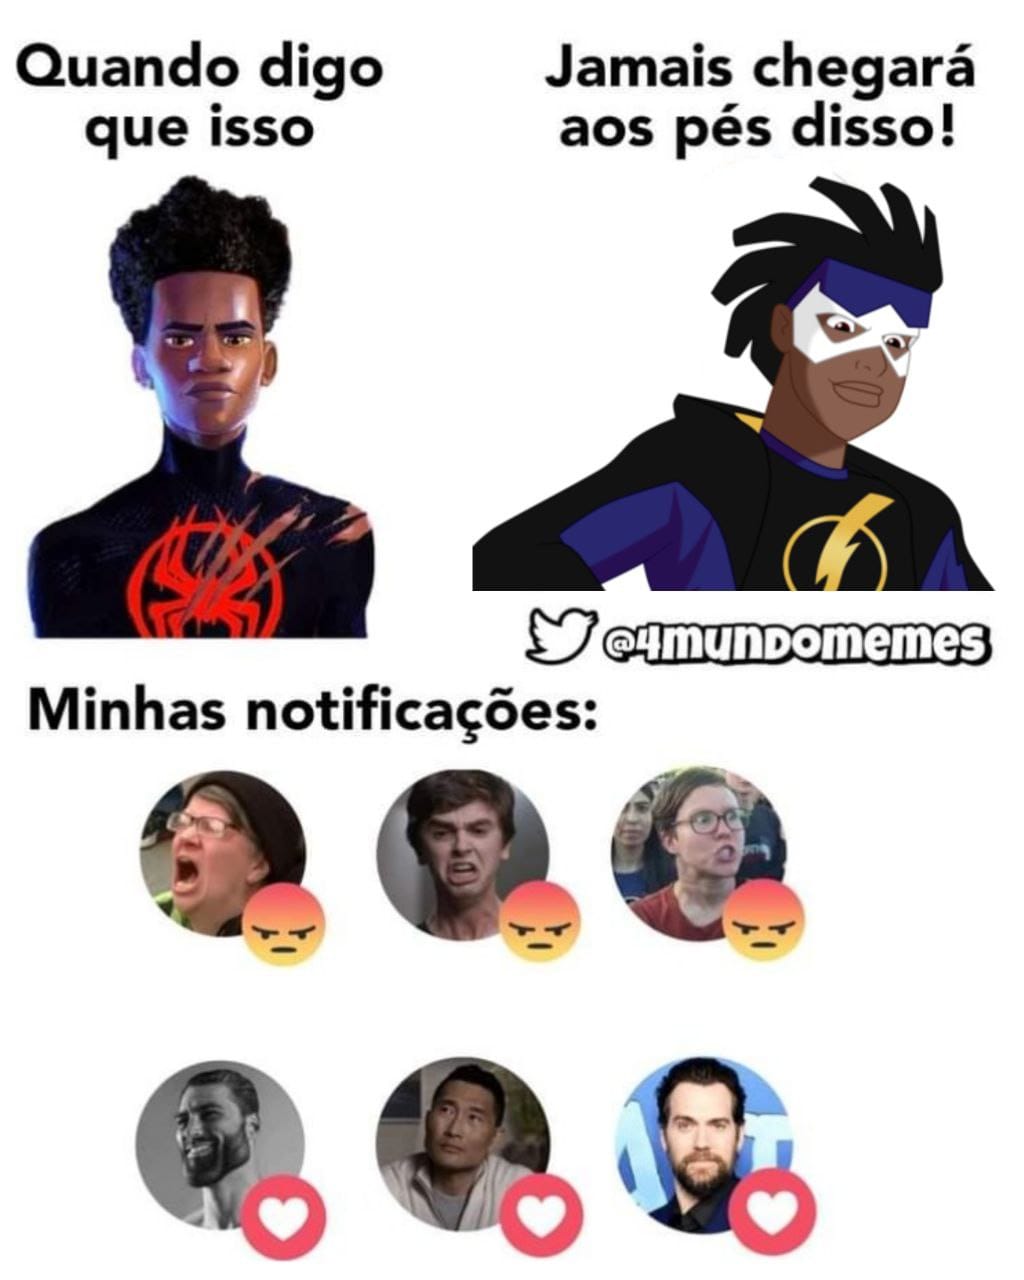 Quando digo
que isso
Jamais chegará
aos pés disso!
@4mundomemes
Minhas notificações: